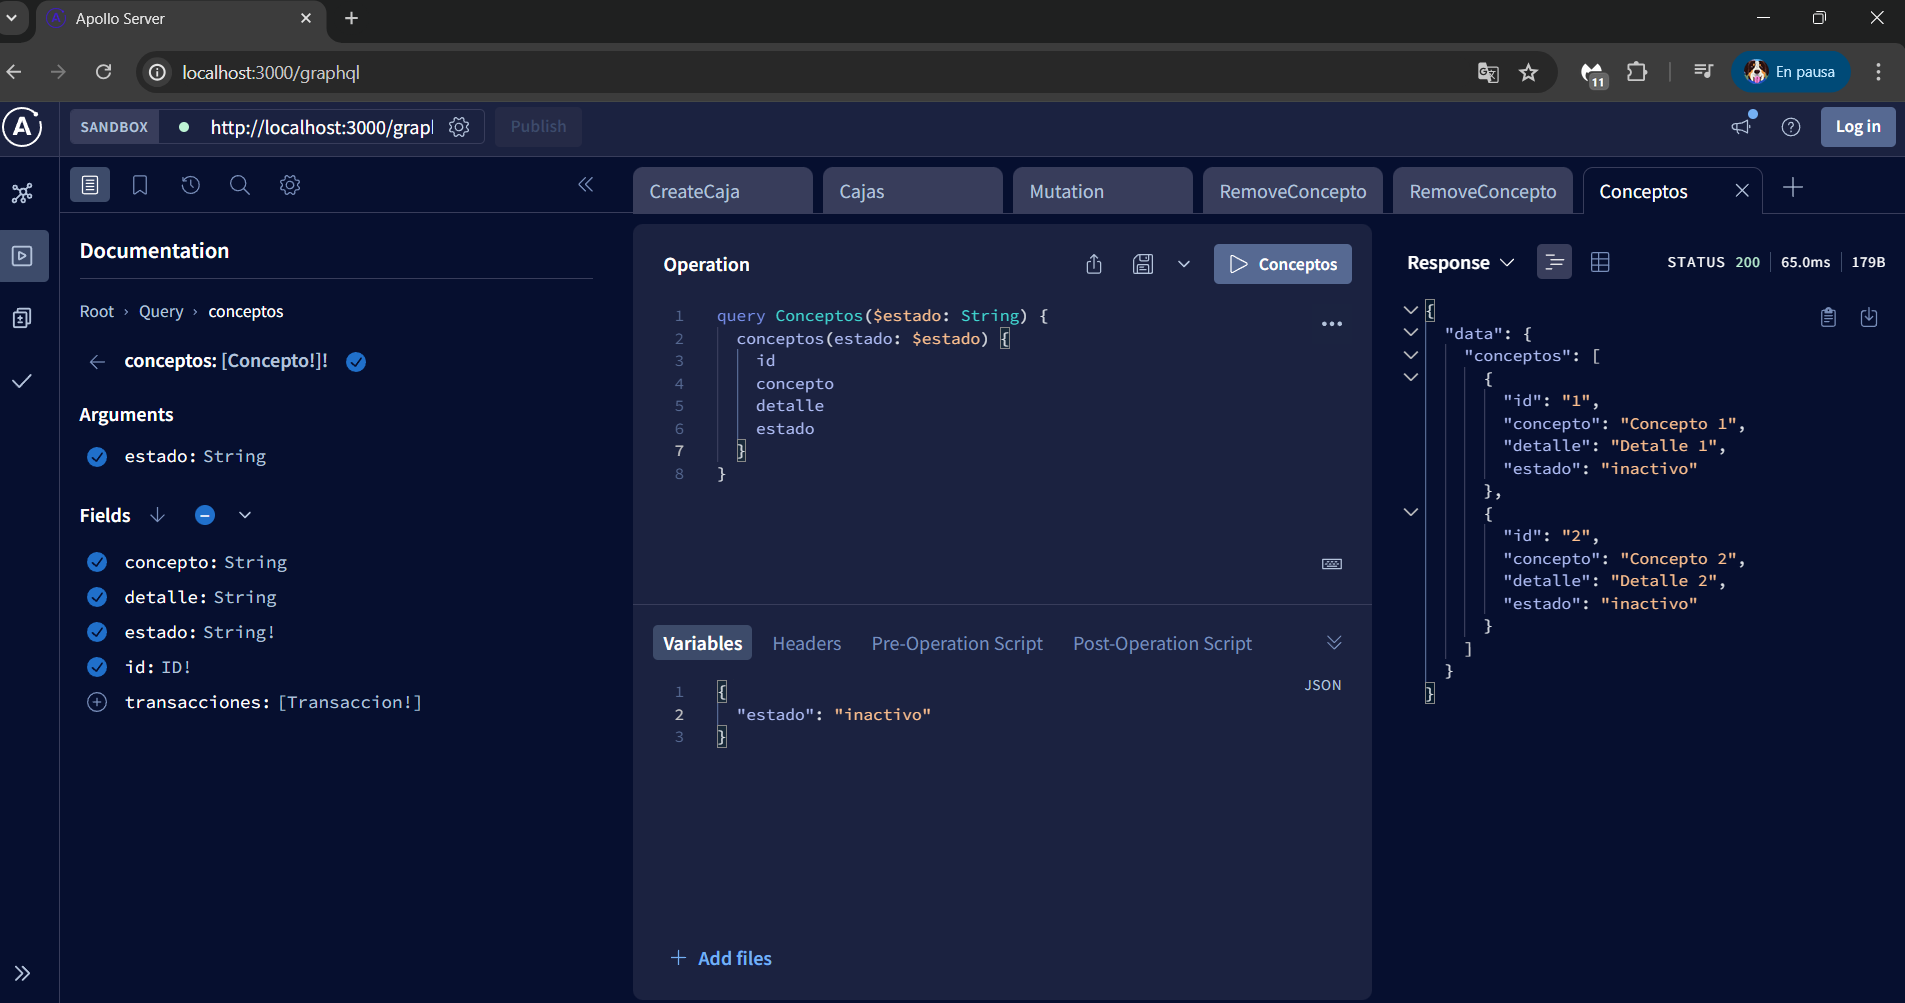 Apollo Server
localhost:3000/graphql
11
En pausa
SANDBOX
http://localhost:3000/grapl
Publish
Log in
CreateCaja
Cajas
Mutation
RemoveConcepto
RemoveConcepto
Conceptos
Documentation
Root › Query › conceptos
conceptos: [Concepto!]!
Arguments
estado: String
Fields
concepto: String
detalle: String
estado: String!
id: ID!
transacciones: [Transaccion!]
Operation
Conceptos
1 query Conceptos($estado: String) {
2 conceptos(estado: $estado) {
3 id
4 concepto
5 detalle
6 estado
7 }
8 }
Variables
Headers
Pre-Operation Script
Post-Operation Script
JSON
1 {
2 "estado": "inactivo"
3 }
+ Add files
Response
STATUS 200
65.0ms
179B
{
"data": {
"conceptos": [
{
"id": "1",
"concepto": "Concepto 1",
"detalle": "Detalle 1",
"estado": "inactivo"
},
{
"id": "2",
"concepto": "Concepto 2",
"detalle": "Detalle 2",
"estado": "inactivo"
}
]
}
}